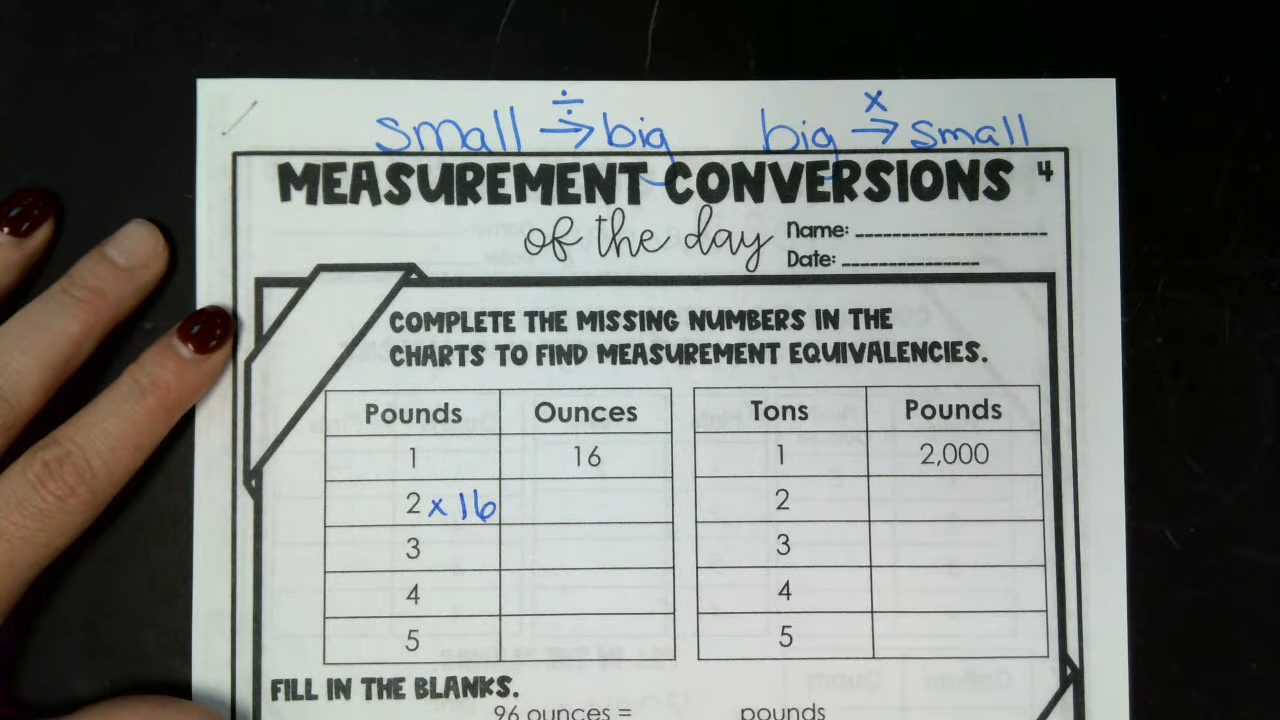 small ÷→ big big x→ small
MEASUREMENT CONVERSIONS 4
of the day
Name: ____________________
Date: ______________
COMPLETE THE MISSING NUMBERS IN THE
CHARTS TO FIND MEASUREMENT EQUIVALENCIES.
Pounds Ounces Tons Pounds
1 16 1 2,000
2 x 16 2
3 3
4 4
5 5
FILL IN THE BLANKS.
96 ounces = pounds